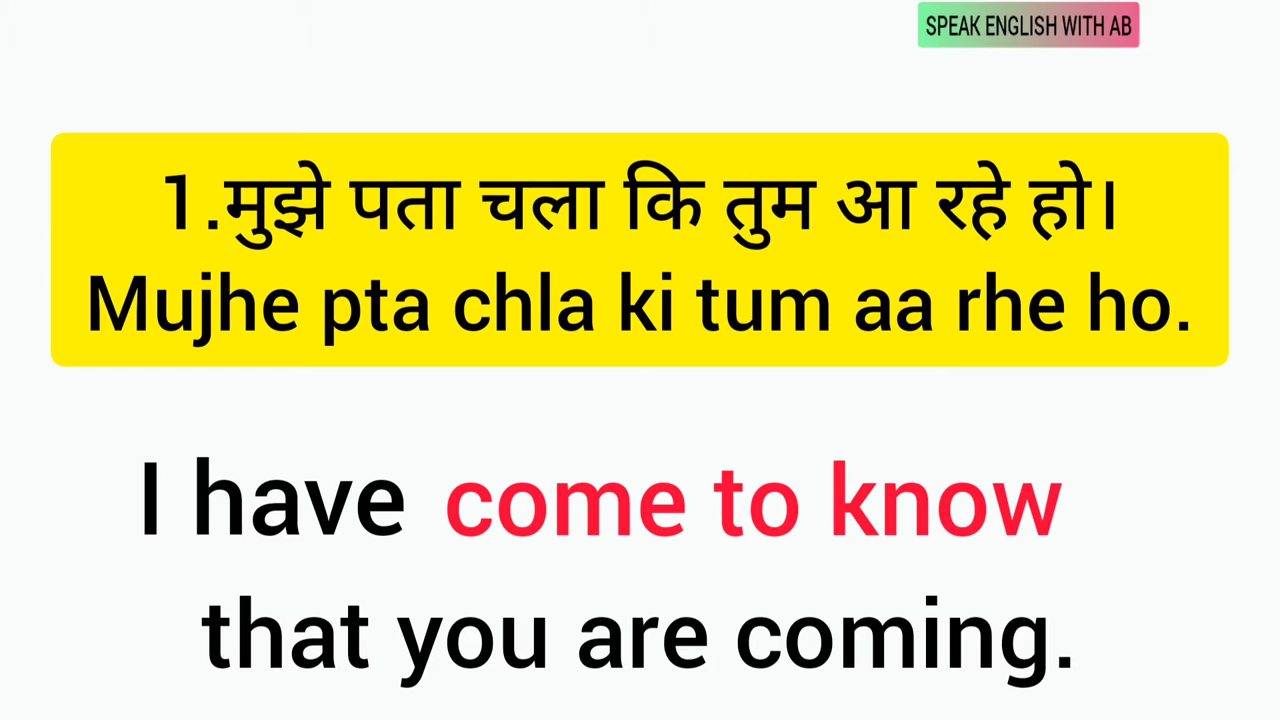 SPEAK ENGLISH WITH AB
1.मुझे पता चला कि तुम आ रहे हो।
Mujhe pta chla ki tum aa rhe ho.
I have come to know
that you are coming.